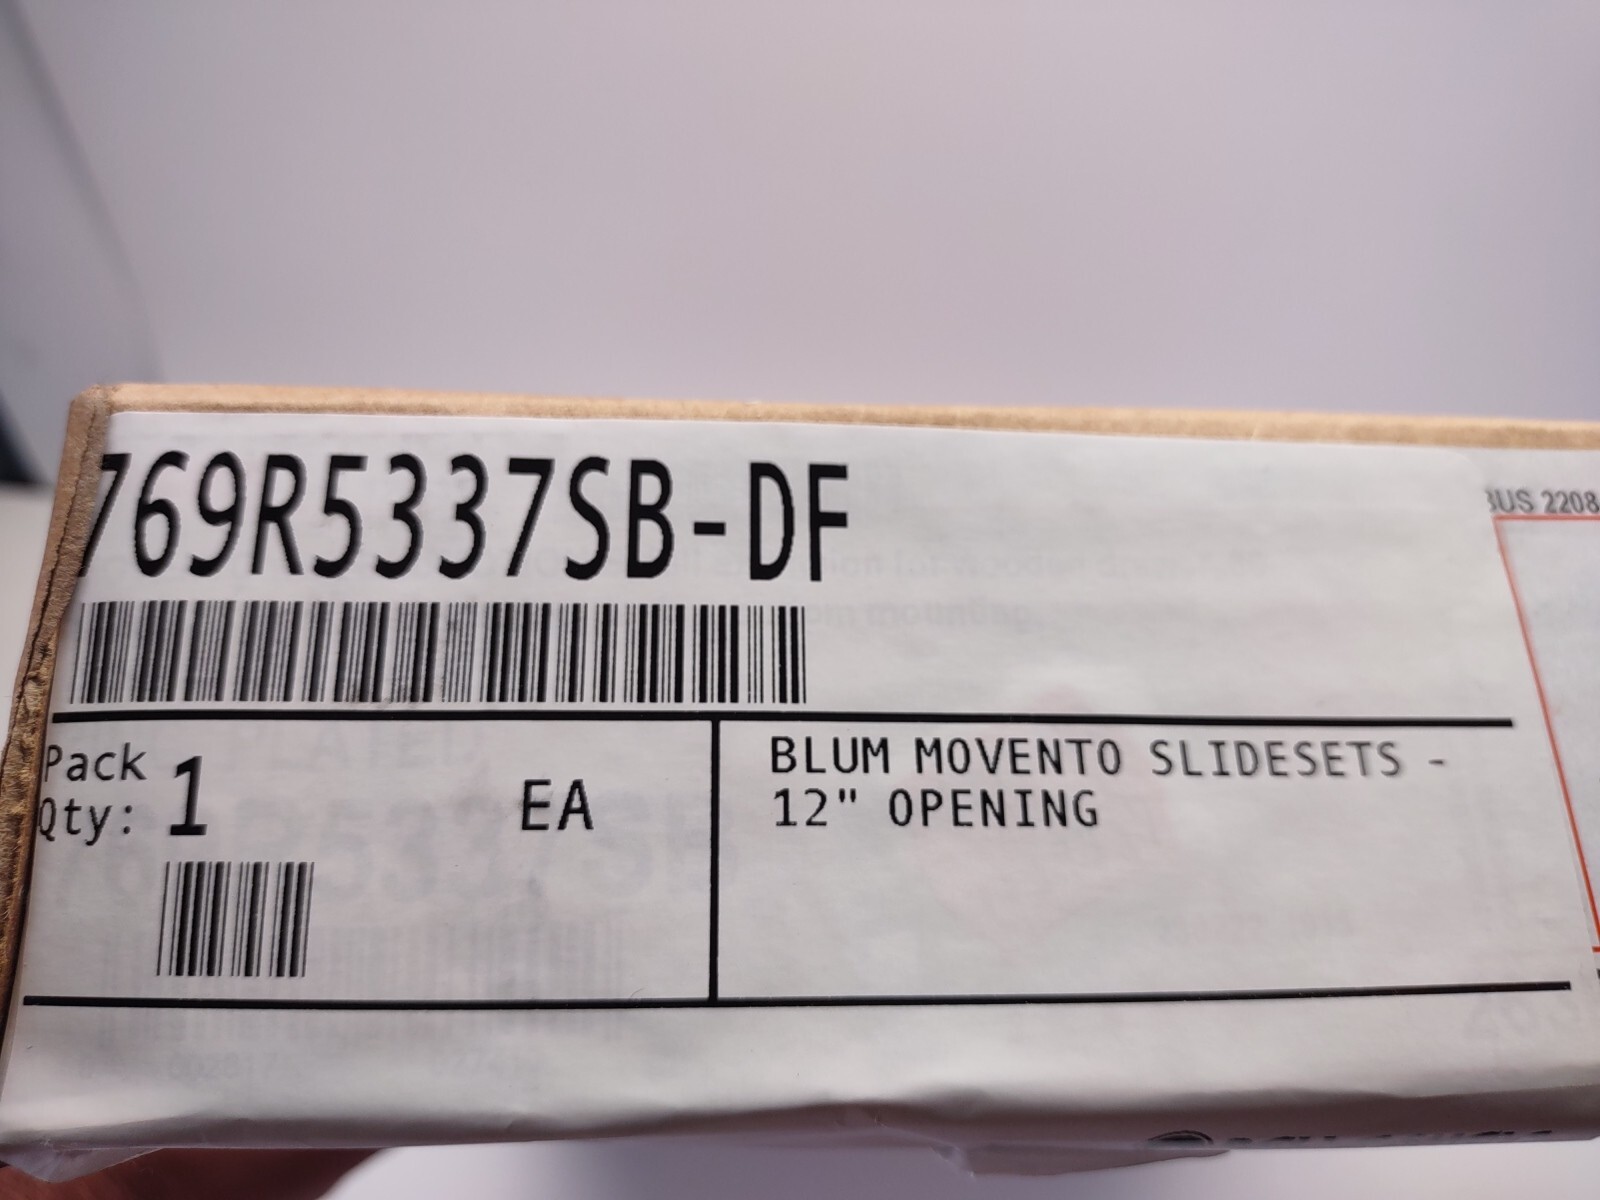 769R5337SB-DF
BUS 2208
Pack
Qty: 1 EA
BLUM MOVENTO SLIDESETS -
12" OPENING